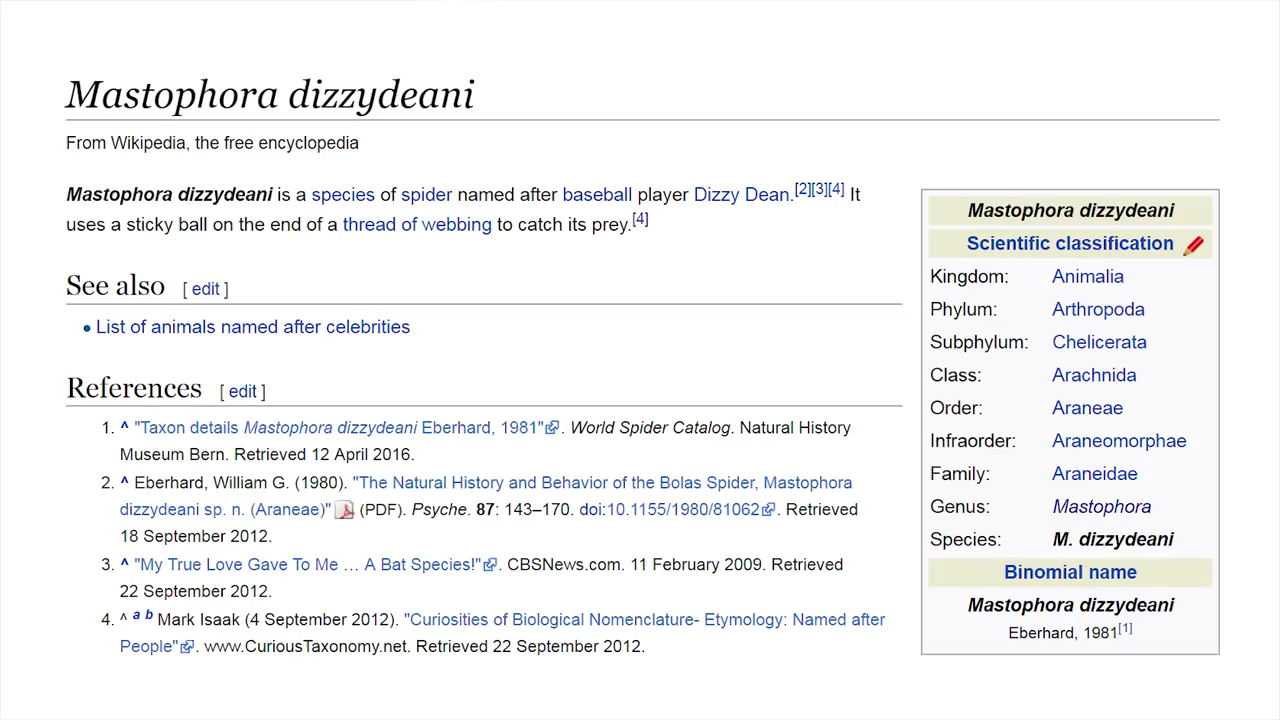 Mastophora dizzydeani
From Wikipedia, the free encyclopedia
Mastophora dizzydeani is a species of spider named after baseball player Dizzy Dean.[2][3][4] It
uses a sticky ball on the end of a thread of webbing to catch its prey.[4]
See also [ edit ]
• List of animals named after celebrities
References [ edit ]
1. ^ "Taxon details Mastophora dizzydeani Eberhard, 1981". World Spider Catalog. Natural History
Museum Bern. Retrieved 12 April 2016.
2. ^ Eberhard, William G. (1980). "The Natural History and Behavior of the Bolas Spider, Mastophora
dizzydeani sp. n. (Araneae)" (PDF). Psyche. 87: 143–170. doi:10.1155/1980/81062. Retrieved
18 September 2012.
3. ^ "My True Love Gave To Me … A Bat Species!". CBSNews.com. 11 February 2009. Retrieved
22 September 2012.
4. ^ a b Mark Isaak (4 September 2012). "Curiosities of Biological Nomenclature- Etymology: Named after
People". www.CuriousTaxonomy.net. Retrieved 22 September 2012.
Mastophora dizzydeani
Scientific classification
Kingdom: Animalia
Phylum: Arthropoda
Subphylum: Chelicerata
Class: Arachnida
Order: Araneae
Infraorder: Araneomorphae
Family: Araneidae
Genus: Mastophora
Species: M. dizzydeani
Binomial name
Mastophora dizzydeani
Eberhard, 1981[1]